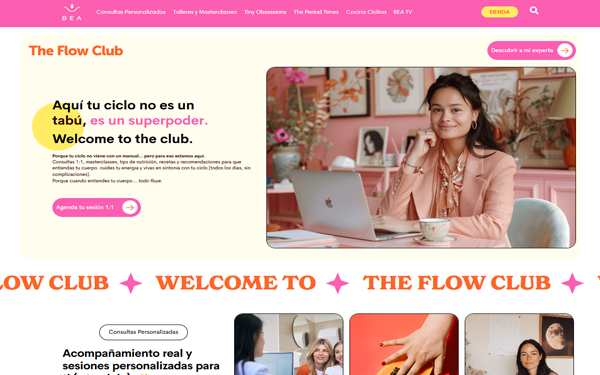 BEA
Consultas Personalizadas
Talleres y Masterclasses
Tiny Obsessions
The Period Times
Cocina Cíclica
BEA TV
TIENDA
The Flow Club
Descubrir a mi experta
Aquí tu ciclo no es un
tabú, es un superpoder.
Welcome to the club.
Porque tu ciclo no viene con un manual... pero para eso estamos aquí.
Consultas 1:1, masterclasses, tips de nutrición, recetas y recomendaciones para que
entiendas tu cuerpo, cuides tu energía y vivas en sintonía con tu ciclo (todos los días, sin
complicaciones).
Porque cuando entiendes tu cuerpo... todo fluye.
Agenda tu sesión 1:1
LOW CLUB ✦ WELCOME TO ✦ THE FLOW CLUB ✦
Consultas Personalizadas
Acompañamiento real y
sesiones personalizadas para